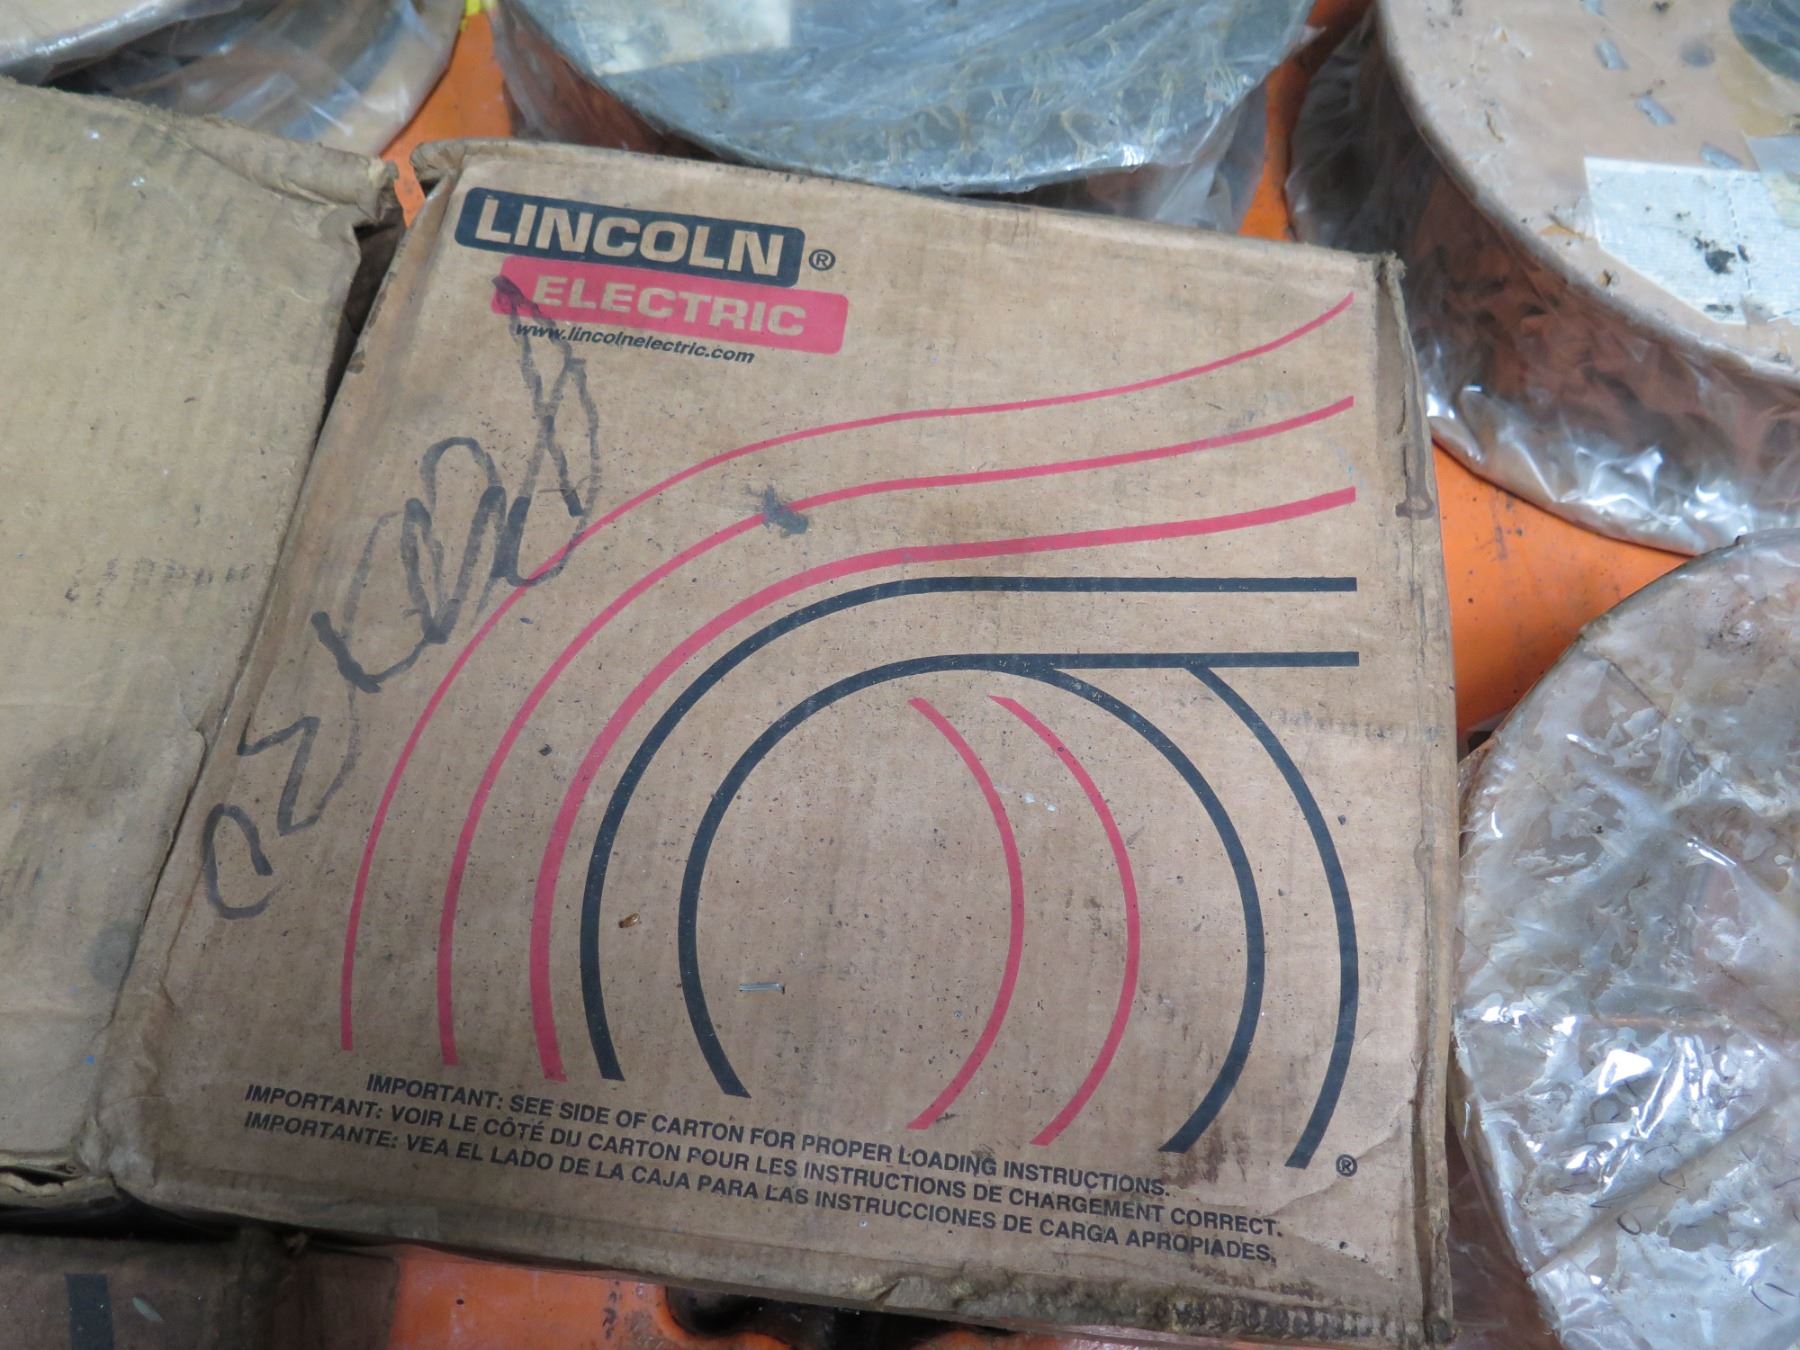 LINCOLN ®
ELECTRIC
www.lincolnelectric.com
®
IMPORTANT: SEE SIDE OF CARTON FOR PROPER LOADING INSTRUCTIONS.
IMPORTANT: VOIR LE CÔTÉ DU CARTON POUR LES INSTRUCTIONS DE CHARGEMENT CORRECT.
IMPORTANTE: VEA EL LADO DE LA CAJA PARA LAS INSTRUCCIONES DE CARGA APROPIADES.